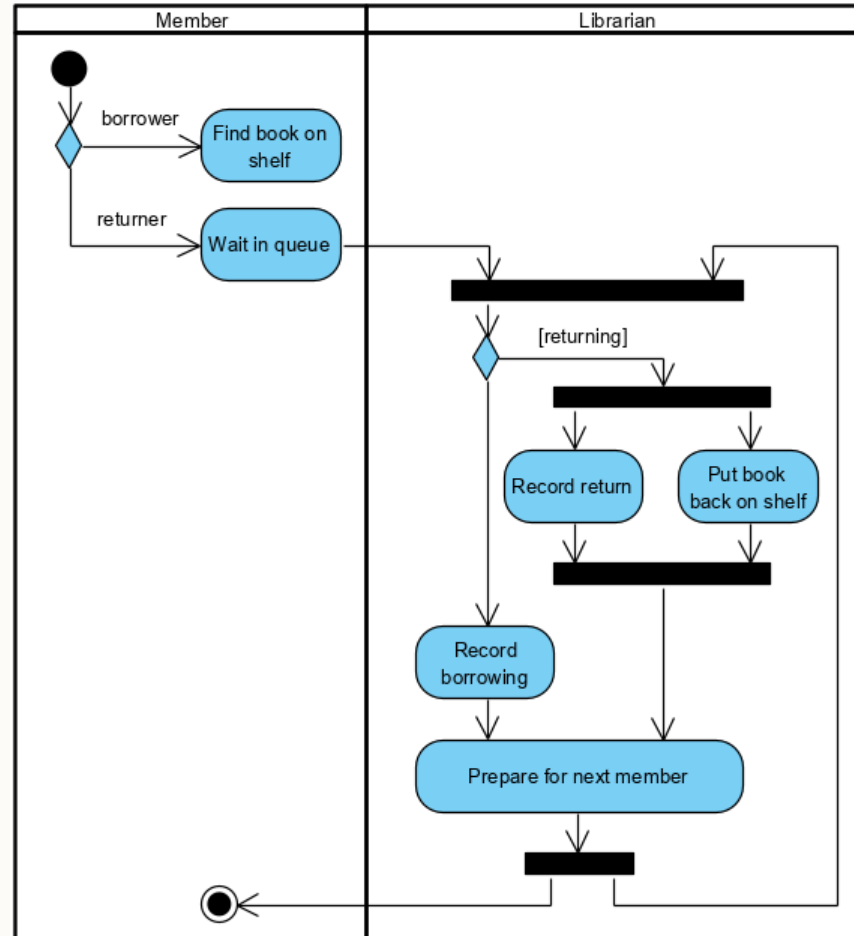 Member
Librarian
borrower
Find book on
shelf
returner
Wait in queue
[returning]
Record return
Put book
back on shelf
Record
borrowing
Prepare for next member